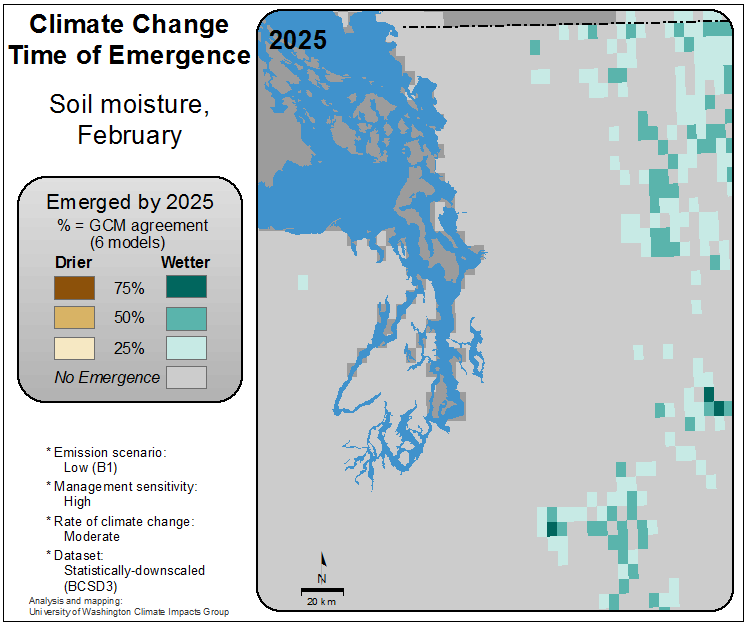 Climate Change
Time of Emergence
Soil moisture,
February
Emerged by 2025
% = GCM agreement
(6 models)
Drier Wetter
75%
50%
25%
No Emergence
* Emission scenario:
Low (B1)
* Management sensitivity:
High
* Rate of climate change:
Moderate
* Dataset:
Statistically-downscaled
(BCSD3)
Analysis and mapping:
University of Washington Climate Impacts Group
2025
N
20 km